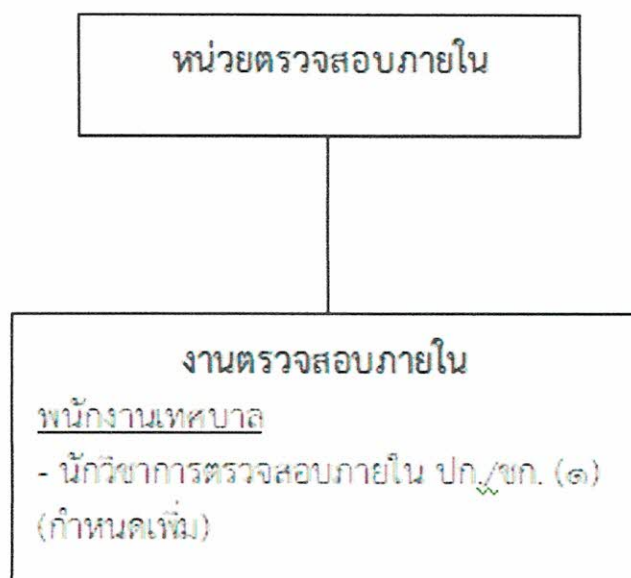 หน่วยตรวจสอบภายใน
งานตรวจสอบภายใน
พนักงานเทศบาล
- นักวิชาการตรวจสอบภายใน ปก./ชก. (๑)
(กำหนดเพิ่ม)